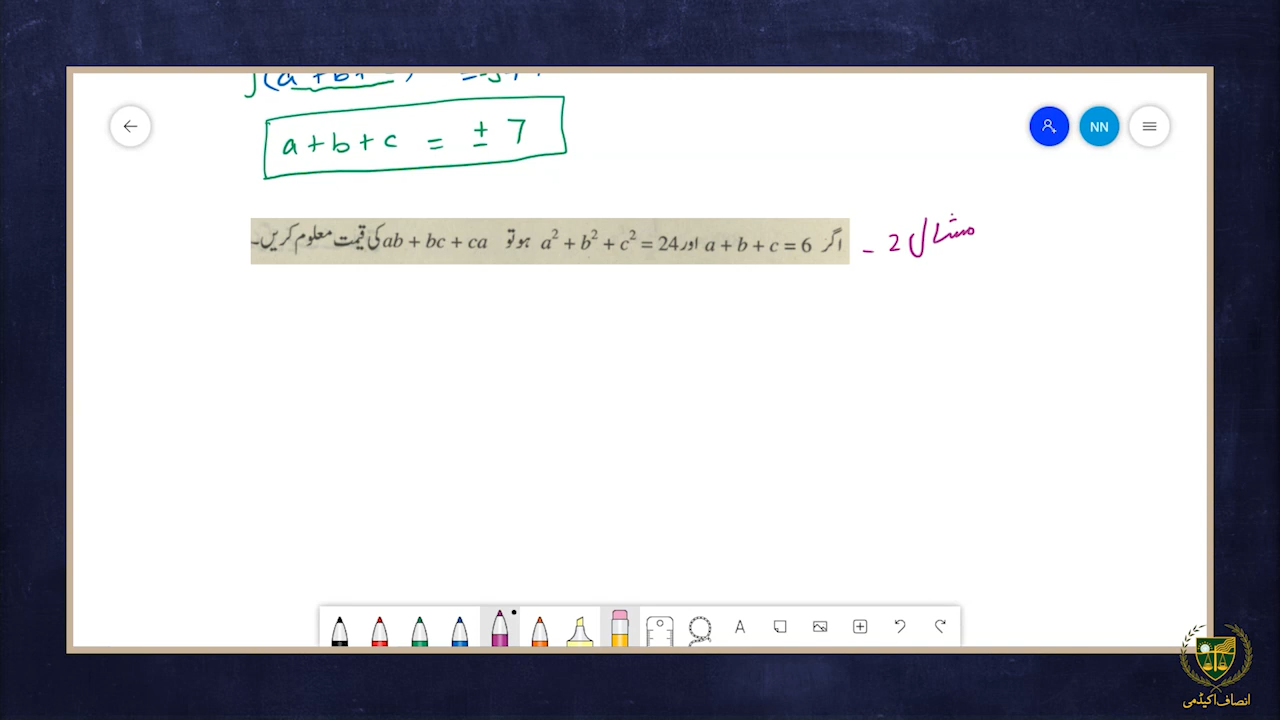 a + b + c = ± 7
مثال 2 -
اگر a + b + c = 6 اور a² + b² + c² = 24 ہو تو ab + bc + ca کی قیمت معلوم کریں۔
NN
A
انصاف اکیڈمی